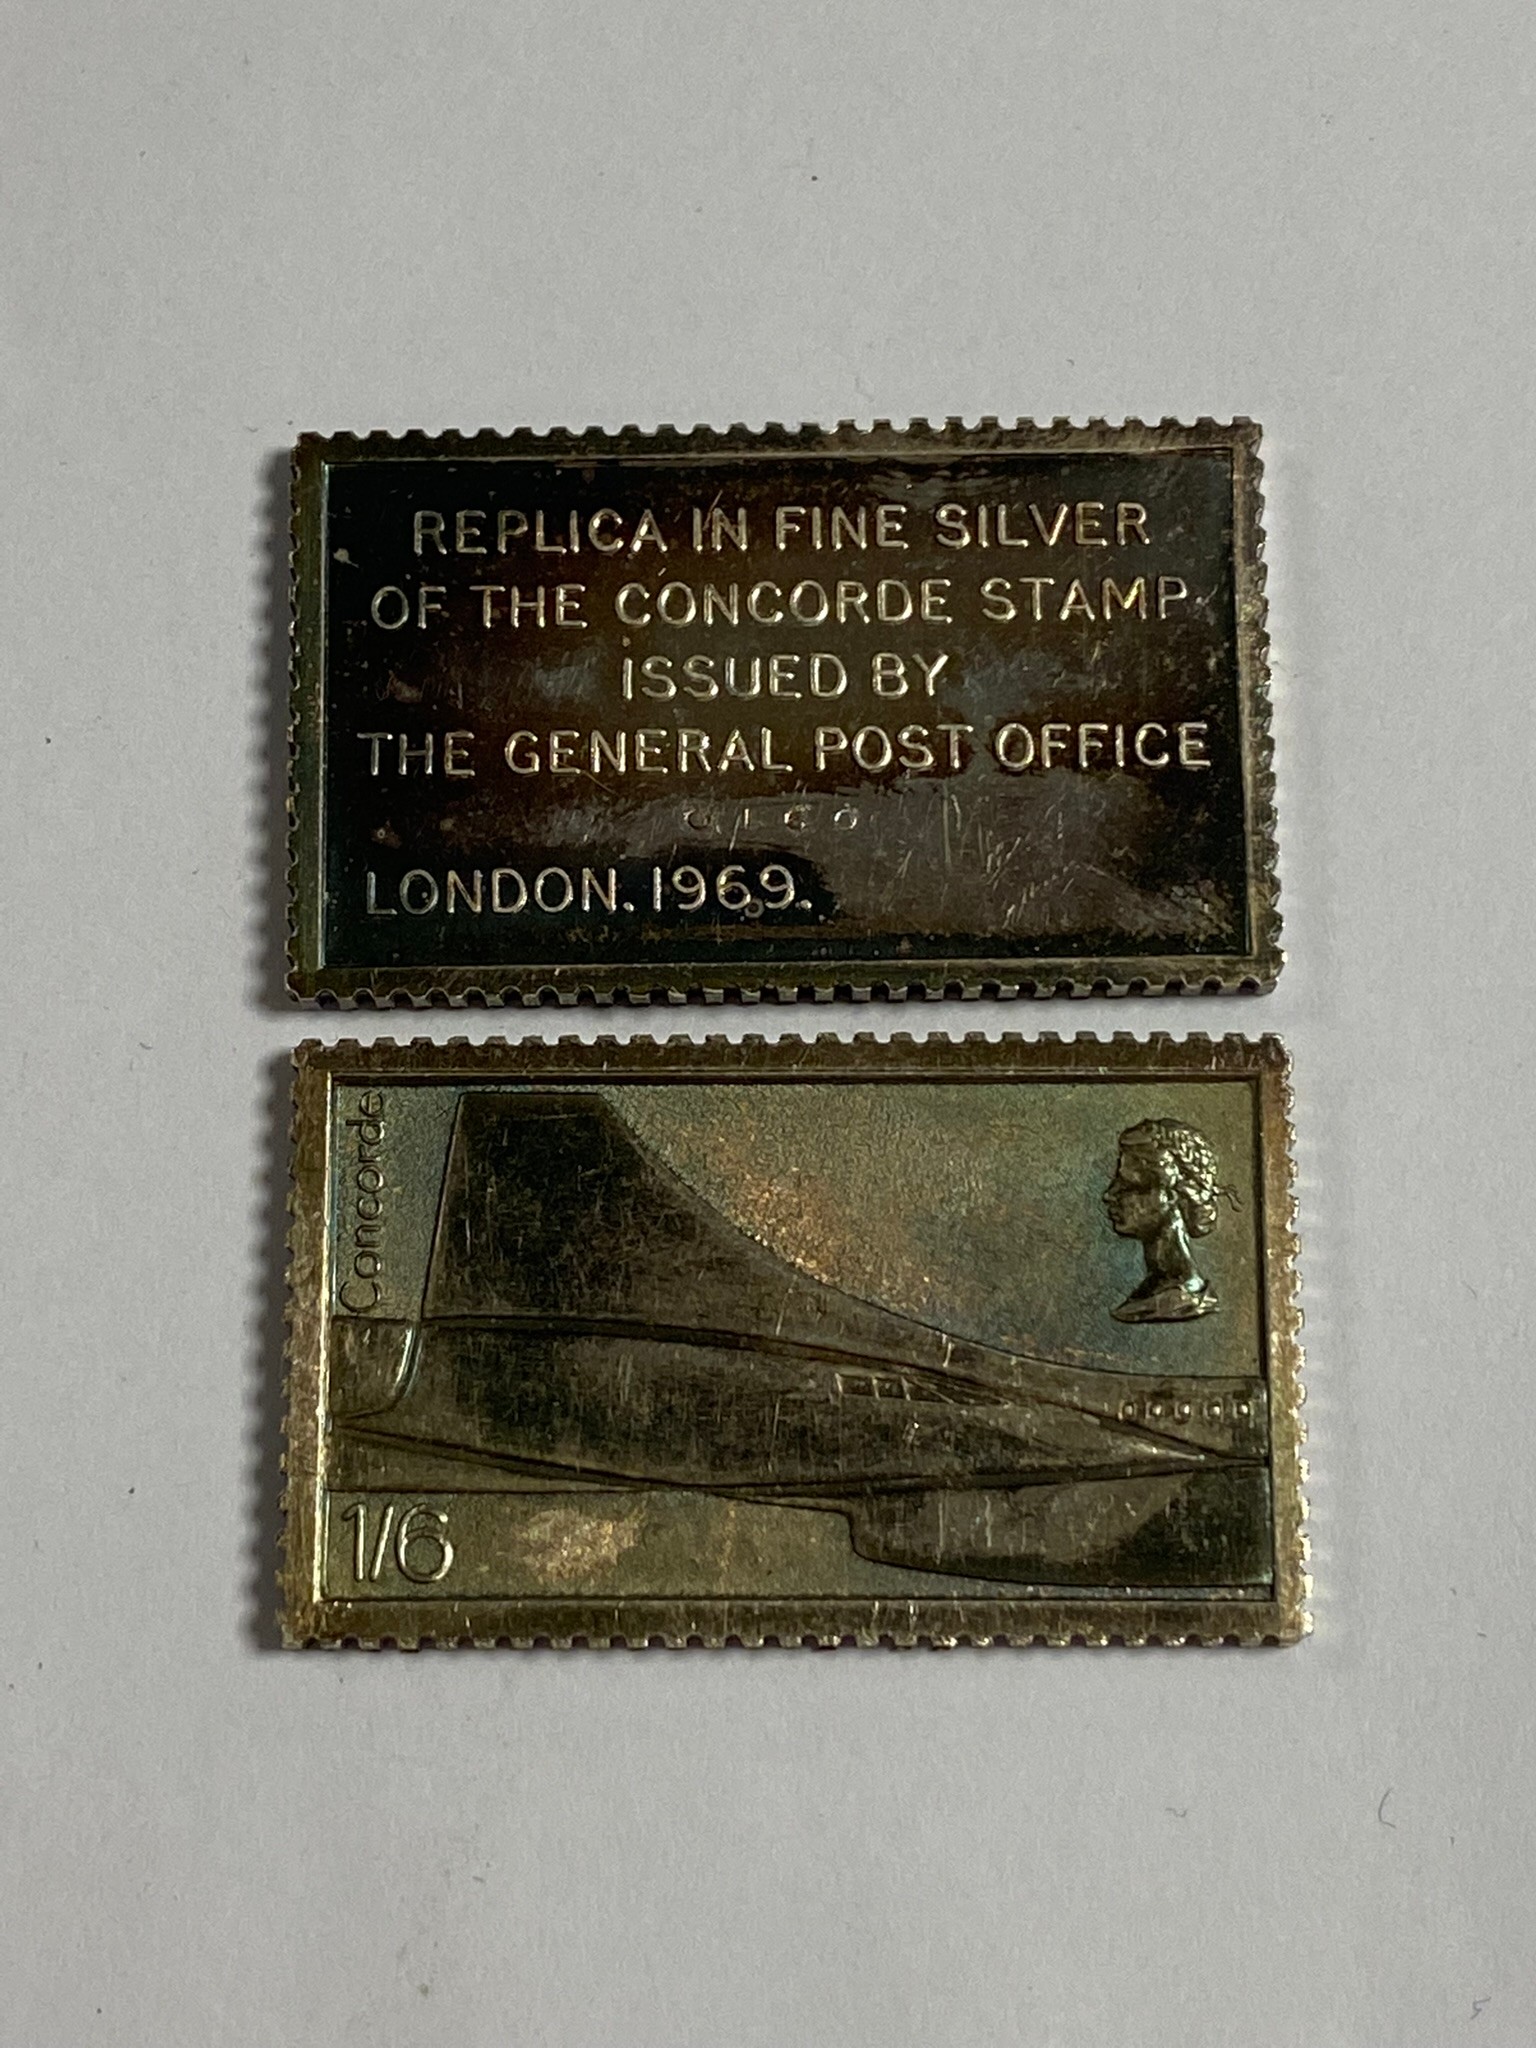 REPLICA IN FINE SILVER
OF THE CONCORDE STAMP
ISSUED BY
THE GENERAL POST OFFICE
LONDON. 1969.
Concorde
1/6